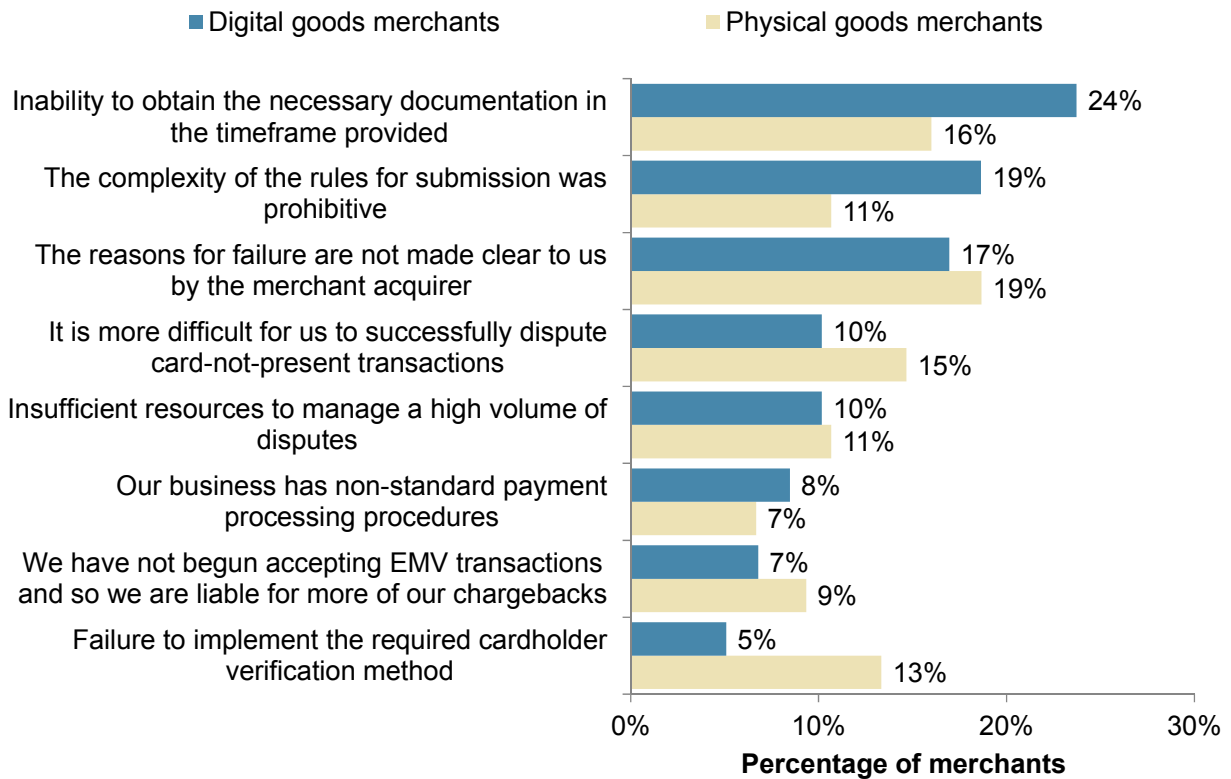 Digital goods merchants
Physical goods merchants
Inability to obtain the necessary documentation in
the timeframe provided
24%
16%
The complexity of the rules for submission was
prohibitive
19%
11%
The reasons for failure are not made clear to us
by the merchant acquirer
17%
19%
It is more difficult for us to successfully dispute
card-not-present transactions
10%
15%
Insufficient resources to manage a high volume of
disputes
10%
11%
Our business has non-standard payment
processing procedures
8%
7%
We have not begun accepting EMV transactions
and so we are liable for more of our chargebacks
7%
9%
Failure to implement the required cardholder
verification method
5%
13%
0%
10%
20%
30%
Percentage of merchants